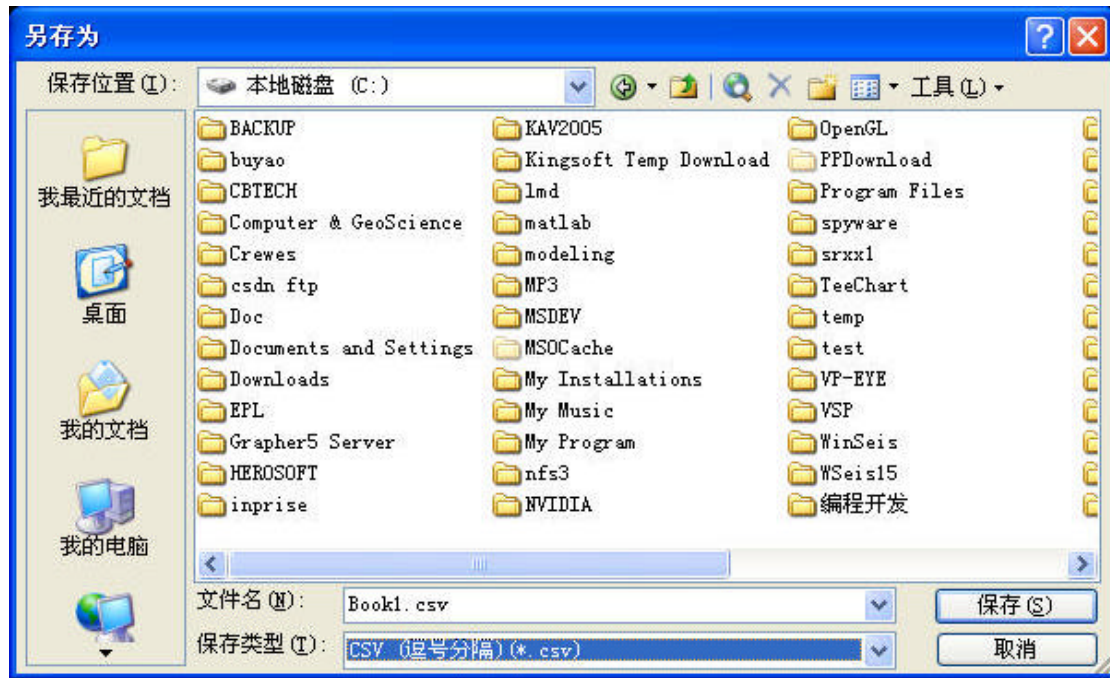 另存为
保存位置(I):
本地磁盘 (C:)
工具(L)
我最近的文档
桌面
我的文档
我的电脑
BACKUP
buyao
CBTECH
Computer & GeoScience
Crewes
csdn ftp
Doc
Documents and Settings
Downloads
EPL
Grapher5 Server
HEROSOFT
inprise
KAV2005
Kingsoft Temp Download
lmd
matlab
modeling
MP3
MSDEV
MSOCache
My Installations
My Music
My Program
nfs3
NVIDIA
OpenGL
PPDownload
Program Files
spyware
srxx1
TeeChart
temp
test
VP-EYE
VSP
WinSeis
WSeis15
编程开发
文件名(N):
Book1.csv
保存(S)
保存类型(T):
CSV (逗号分隔)(*.csv)
取消